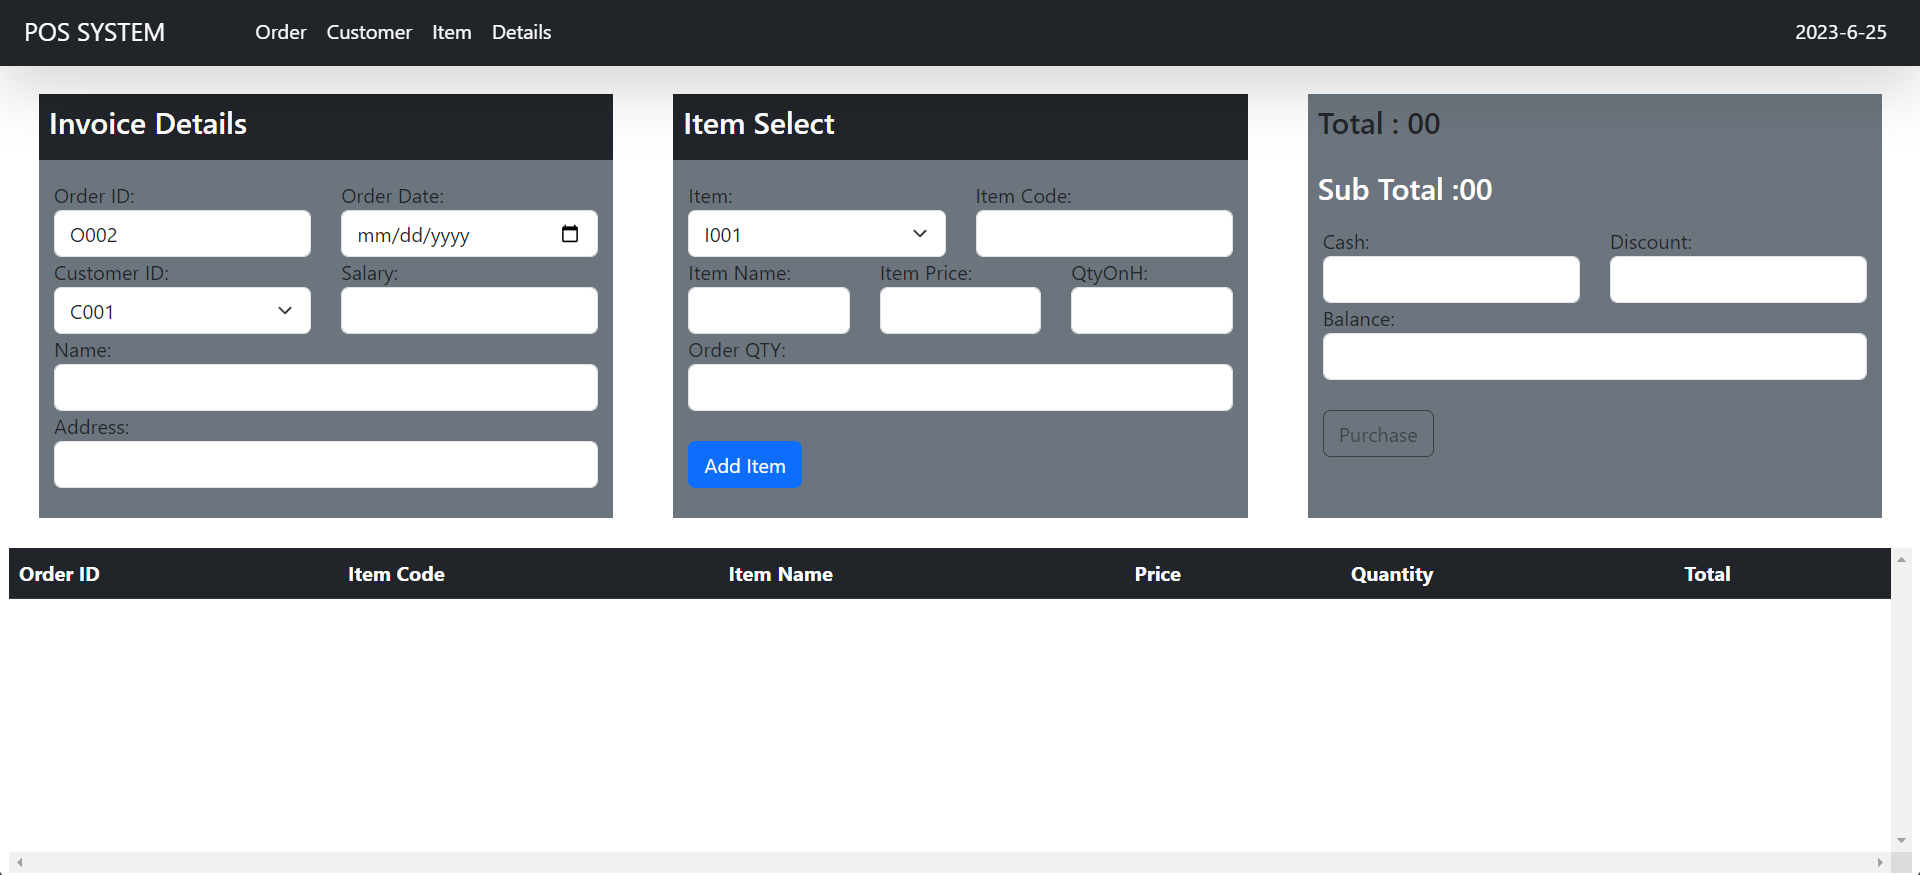 POS SYSTEM Order Customer Item Details 2023-6-25
Invoice Details
Order ID: Order Date:
O002 mm/dd/yyyy
Customer ID: Salary:
C001
Name:
Address:
Item Select
Item: Item Code:
I001
Item Name: Item Price: QtyOnH:
Order QTY:
Add Item
Total : 00
Sub Total :00
Cash: Discount:
Balance:
Purchase
Order ID Item Code Item Name Price Quantity Total